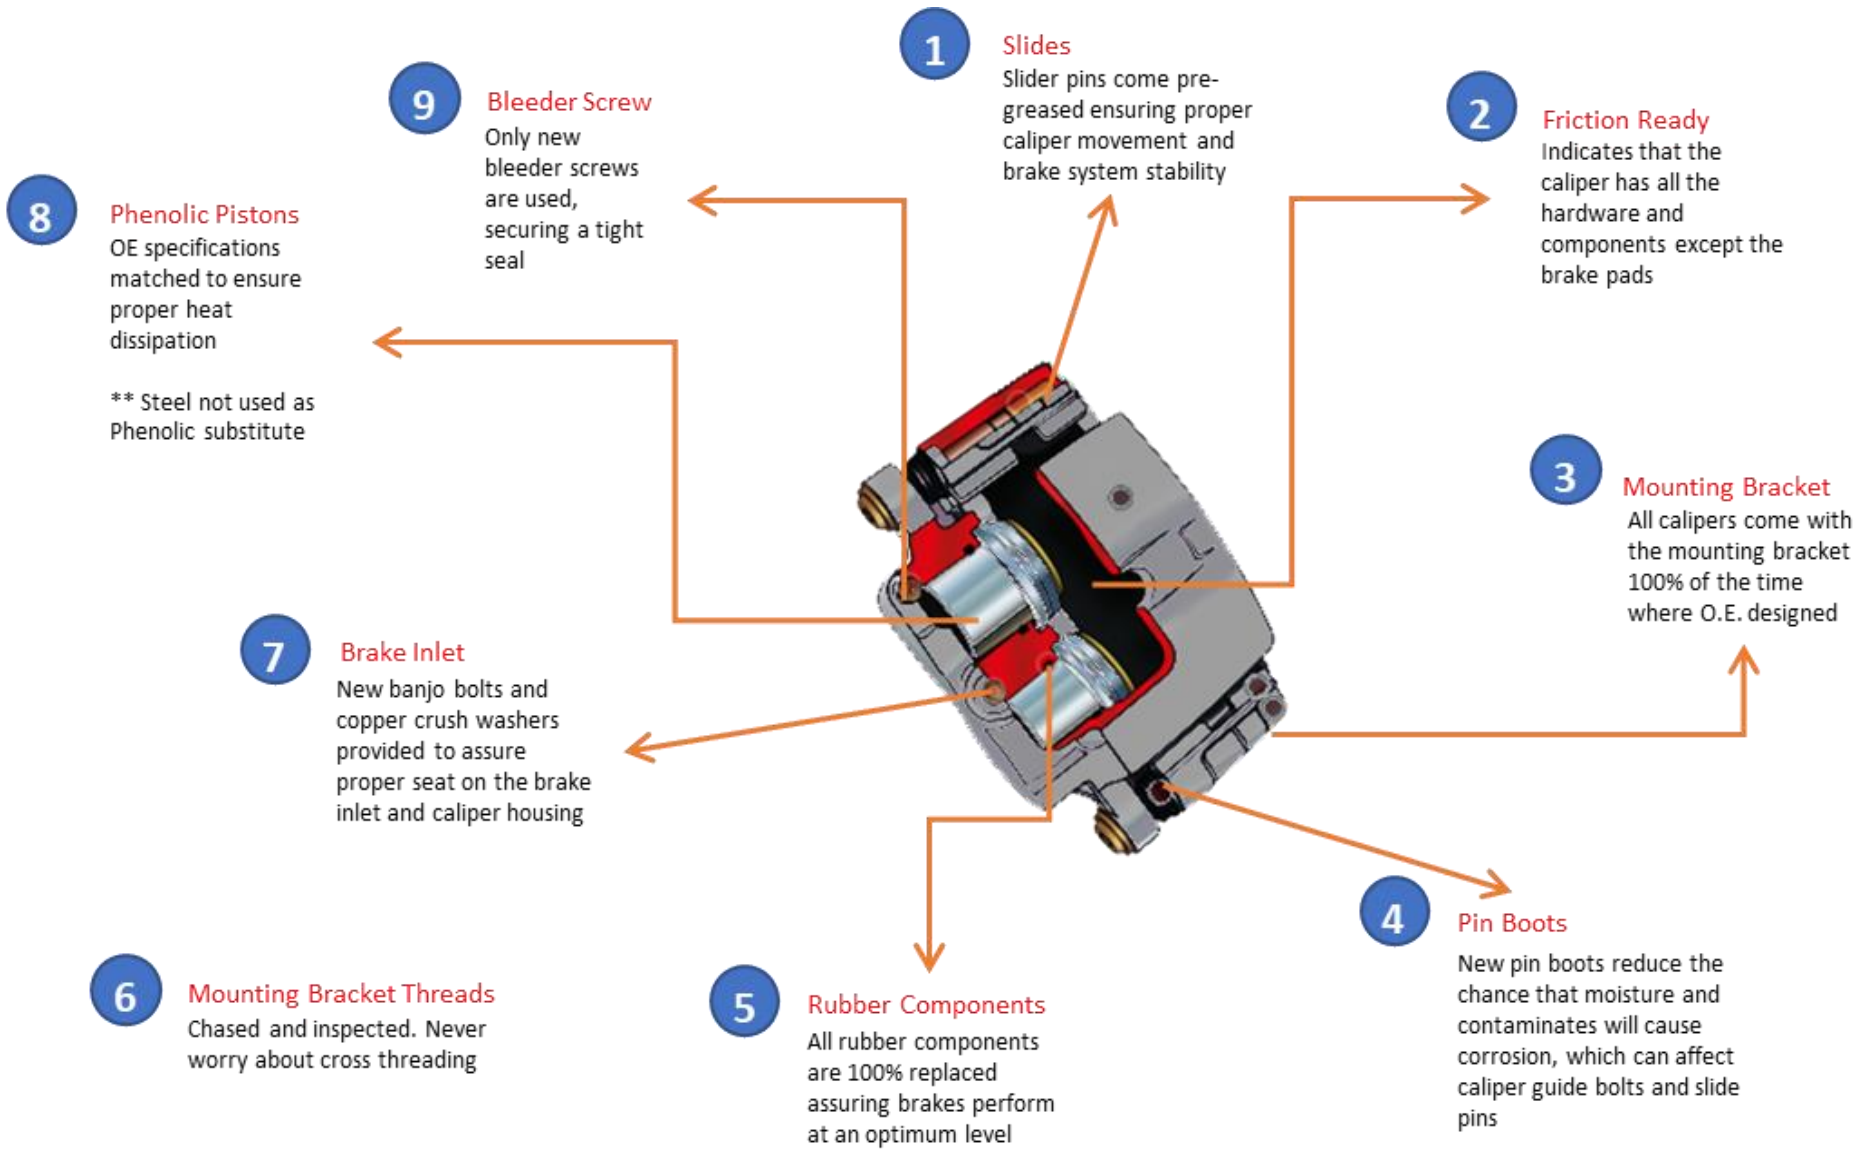 1
Slides
Slider pins come pre-
greased ensuring proper
caliper movement and
brake system stability
2
Friction Ready
Indicates that the
caliper has all the
hardware and
components except the
brake pads
3
Mounting Bracket
All calipers come with
the mounting bracket
100% of the time
where O.E. designed
4
Pin Boots
New pin boots reduce the
chance that moisture and
contaminates will cause
corrosion, which can affect
caliper guide bolts and slide
pins
5
Rubber Components
All rubber components
are 100% replaced
assuring brakes perform
at an optimum level
6
Mounting Bracket Threads
Chased and inspected. Never
worry about cross threading
7
Brake Inlet
New banjo bolts and
copper crush washers
provided to assure
proper seat on the brake
inlet and caliper housing
8
Phenolic Pistons
OE specifications
matched to ensure
proper heat
dissipation
** Steel not used as
Phenolic substitute
9
Bleeder Screw
Only new
bleeder screws
are used,
securing a tight
seal